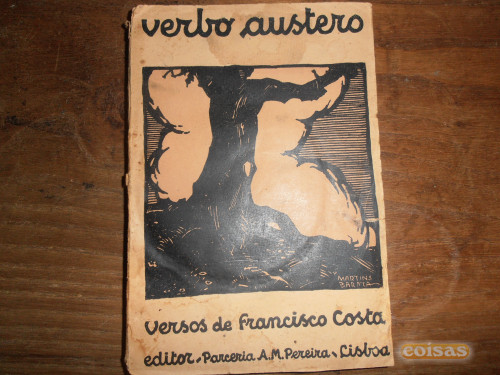 verbo austero
MARTINS
BARATA
versos de Francisco Costa
editor - Parceria A.M. Pereira - Lisboa
coisas